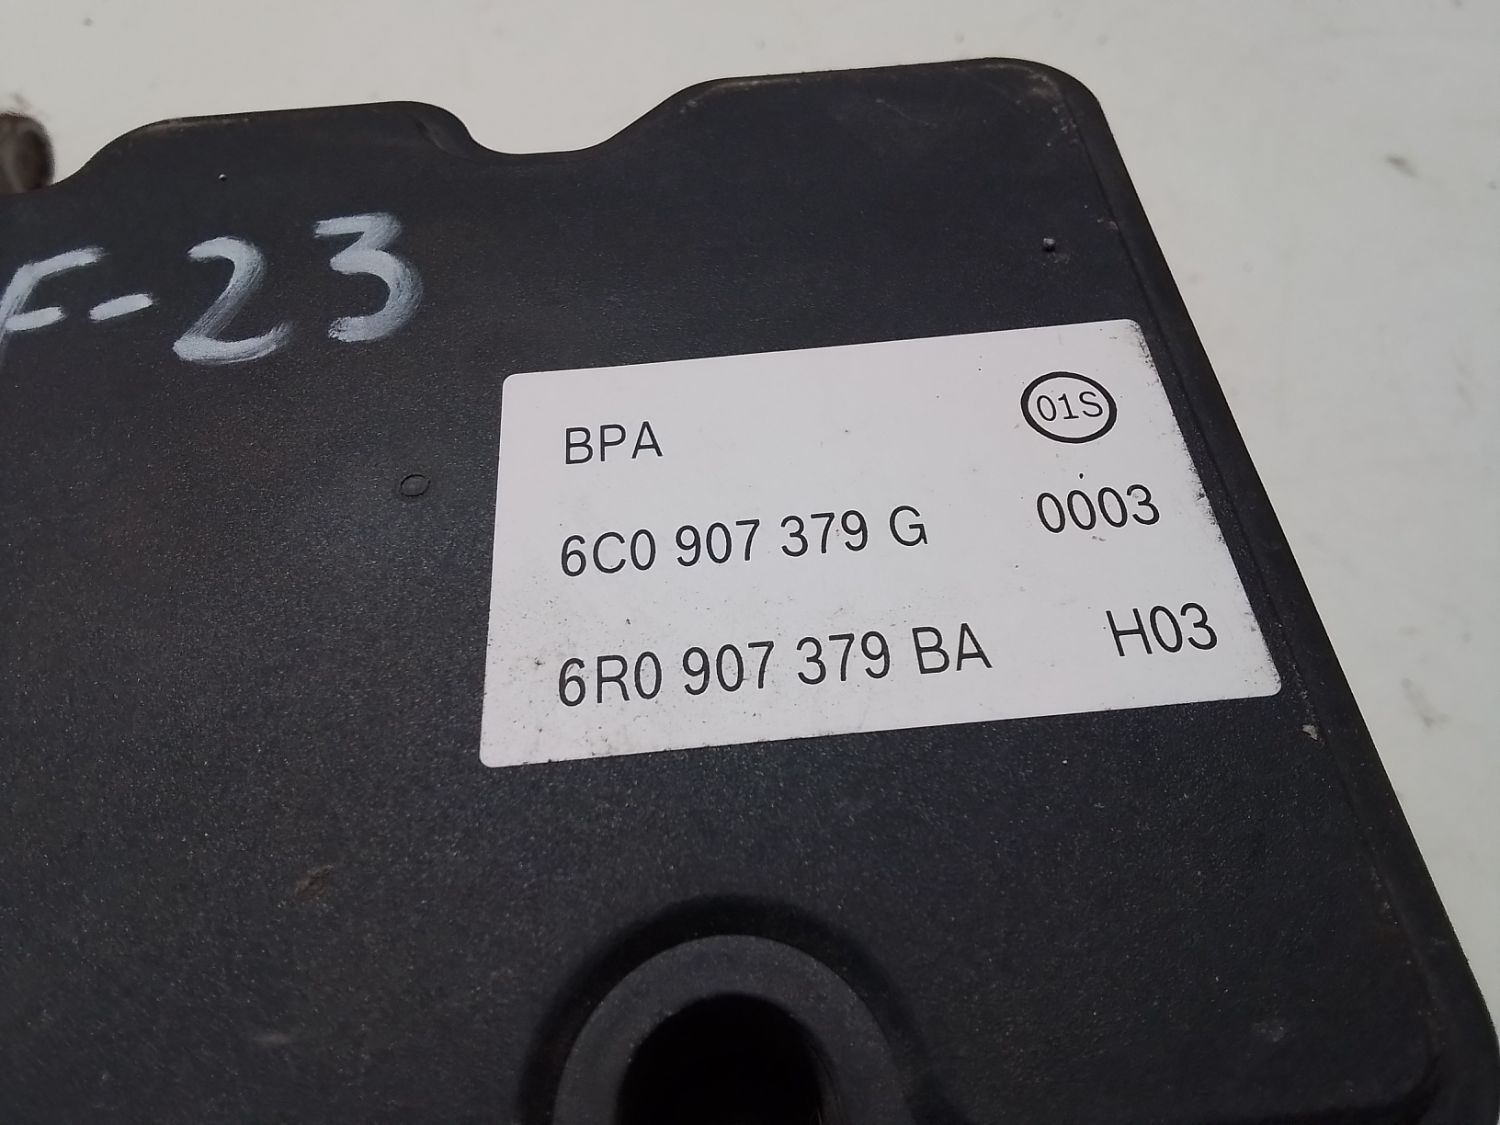 F-23
BPA 01S
6C0 907 379 G 0003
6R0 907 379 BA H03